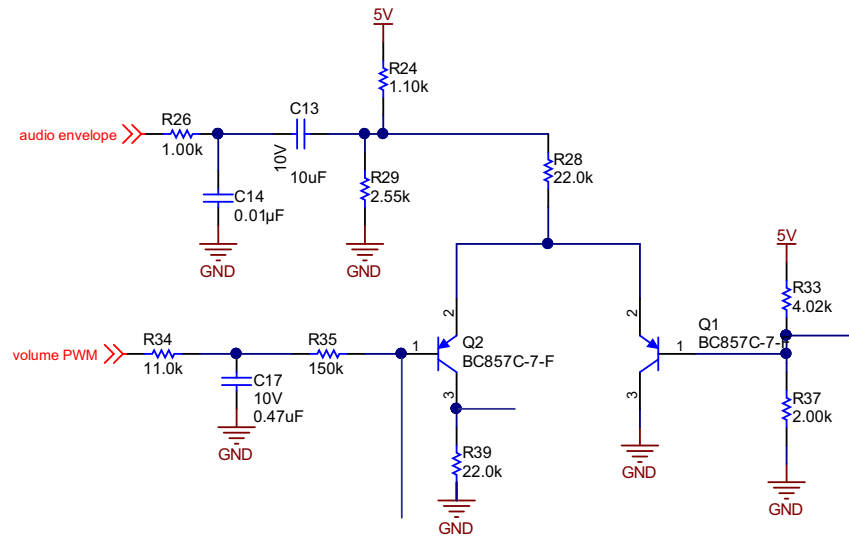 5V
R24
1.10k
C13
10V
10uF
R26
1.00k
audio envelope
R28
22.0k
R29
2.55k
C14
0.01µF
GND
GND
5V
R33
4.02k
2
2
Q1
BC857C-7-F
1
R34
11.0k
R35
150k
1
Q2
BC857C-7-F
volume PWM
C17
10V
0.47uF
3
3
R37
2.00k
GND
R39
22.0k
GND
GND
GND